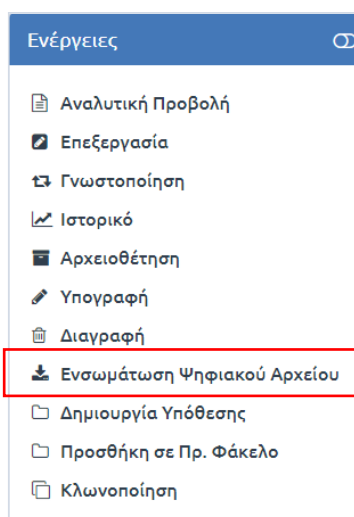 Ενέργειες
Αναλυτική Προβολή
Επεξεργασία
Γνωστοποίηση
Ιστορικό
Αρχειοθέτηση
Υπογραφή
Διαγραφή
Ενσωμάτωση Ψηφιακού Αρχείου
Δημιουργία Υπόθεσης
Προσθήκη σε Πρ. Φάκελο
Κλωνοποίηση